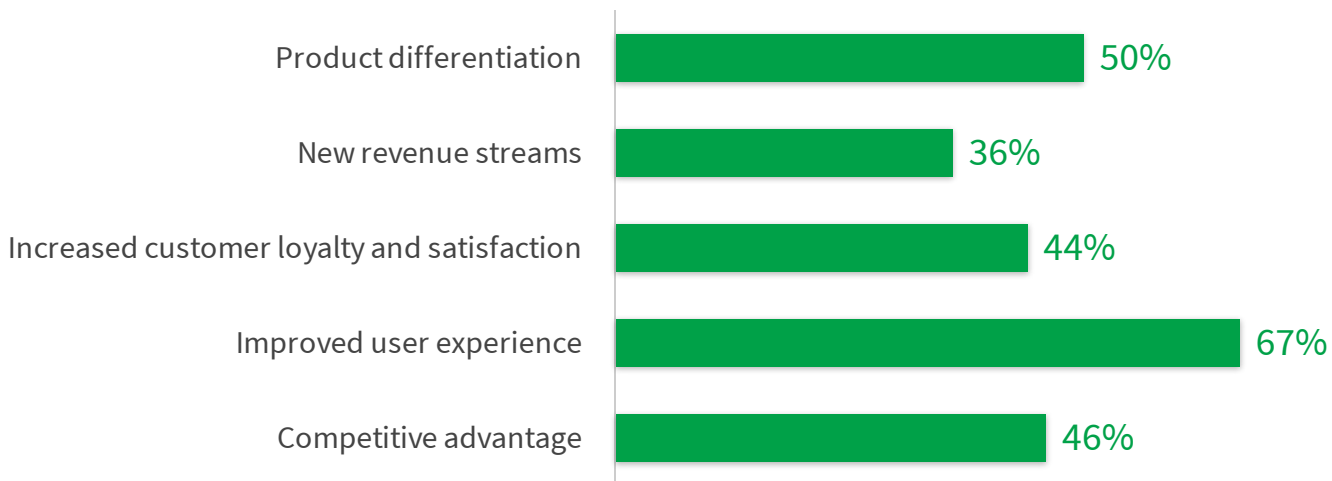 Product differentiation 50%
New revenue streams 36%
Increased customer loyalty and satisfaction 44%
Improved user experience 67%
Competitive advantage 46%